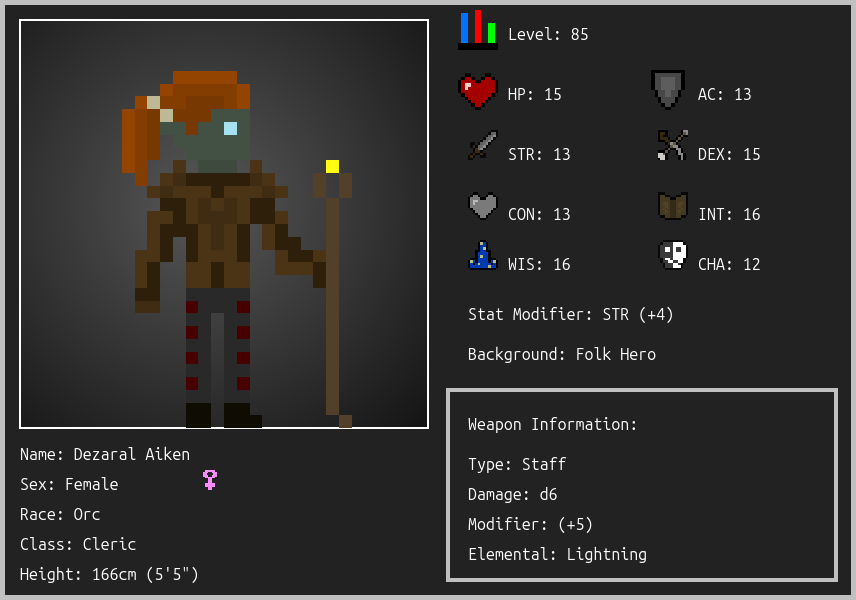 Level: 85
HP: 15
AC: 13
STR: 13
DEX: 15
CON: 13
INT: 16
WIS: 16
CHA: 12
Stat Modifier: STR (+4)
Background: Folk Hero
Weapon Information:
Type: Staff
Damage: d6
Modifier: (+5)
Elemental: Lightning
Name: Dezaral Aiken
Sex: Female
Race: Orc
Class: Cleric
Height: 166cm (5'5")